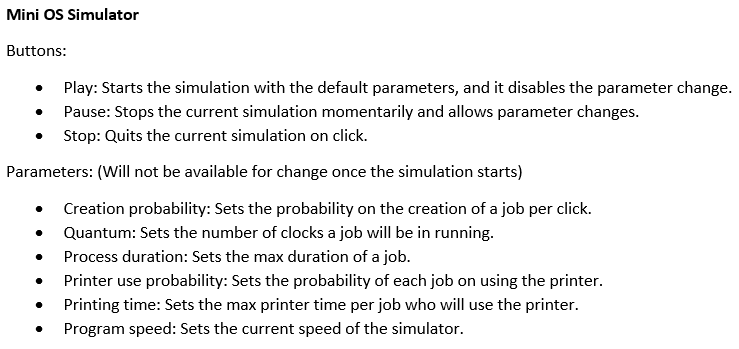 Mini OS Simulator
Buttons:
• Play: Starts the simulation with the default parameters, and it disables the parameter change.
• Pause: Stops the current simulation momentarily and allows parameter changes.
• Stop: Quits the current simulation on click.
Parameters: (Will not be available for change once the simulation starts)
• Creation probability: Sets the probability on the creation of a job per click.
• Quantum: Sets the number of clocks a job will be in running.
• Process duration: Sets the max duration of a job.
• Printer use probability: Sets the probability of each job on using the printer.
• Printing time: Sets the max printer time per job who will use the printer.
• Program speed: Sets the current speed of the simulator.